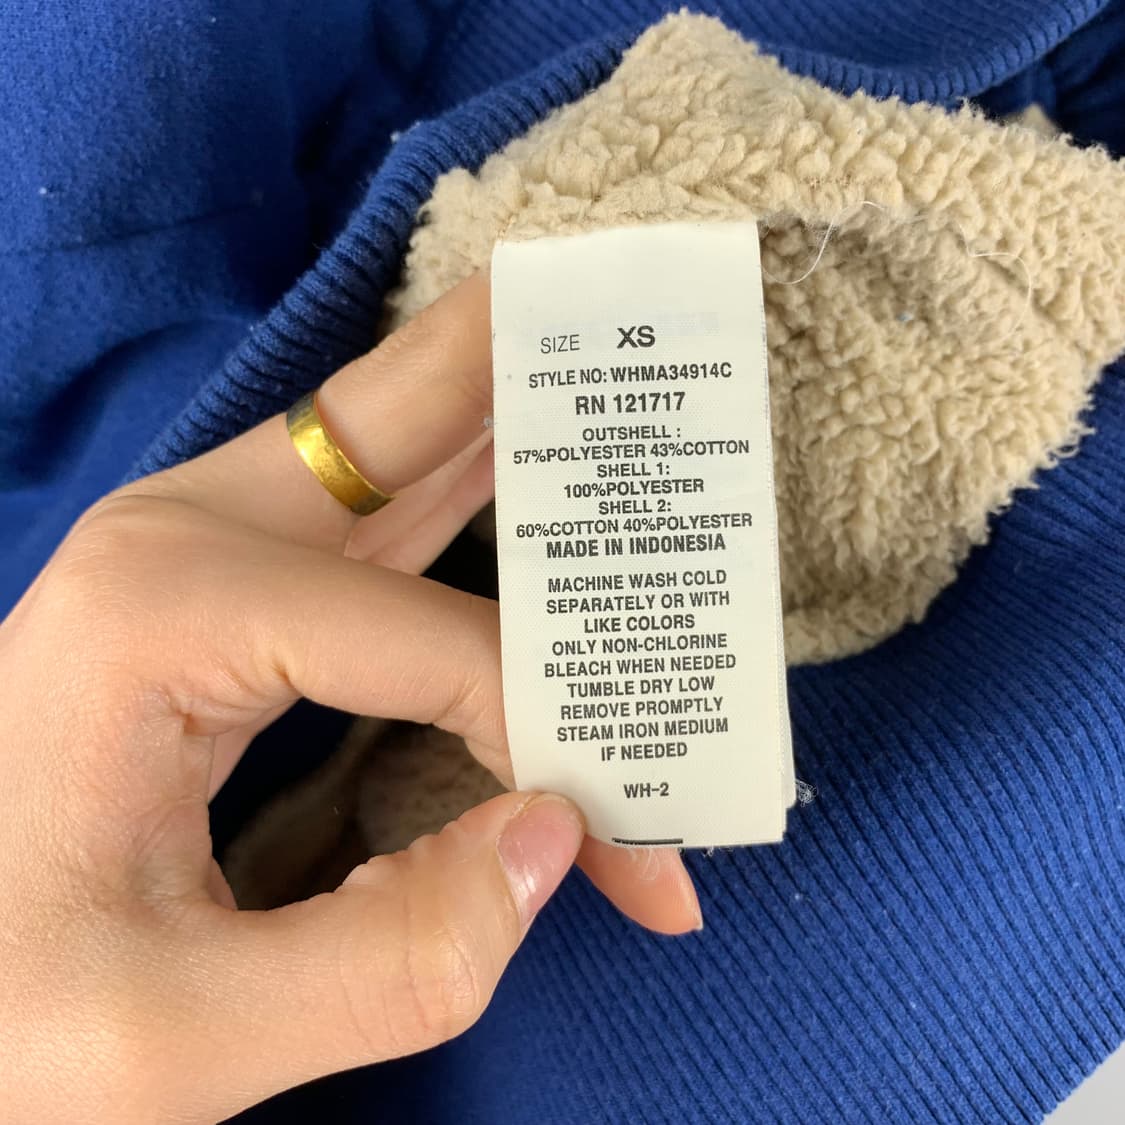 SIZE XS
STYLE NO: WHMA34914C
RN 121717
OUTSHELL :
57%POLYESTER 43%COTTON
SHELL 1:
100%POLYESTER
SHELL 2:
60%COTTON 40%POLYESTER
MADE IN INDONESIA
MACHINE WASH COLD
SEPARATELY OR WITH
LIKE COLORS
ONLY NON-CHLORINE
BLEACH WHEN NEEDED
TUMBLE DRY LOW
REMOVE PROMPTLY
STEAM IRON MEDIUM
IF NEEDED
WH-2